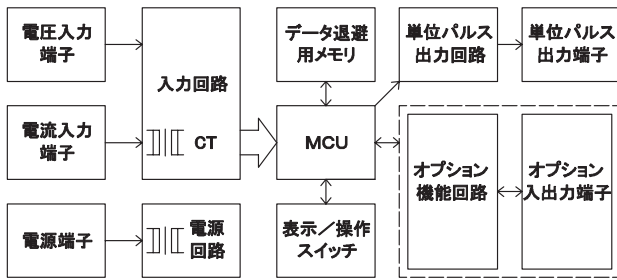 電圧入力
端子
電流入力
端子
電源端子
入力回路
CT
電源
回路
データ退避
用メモリ
MCU
表示／操作
スイッチ
単位パルス
出力回路
単位パルス
出力端子
オプション
機能回路
オプション
入出力端子